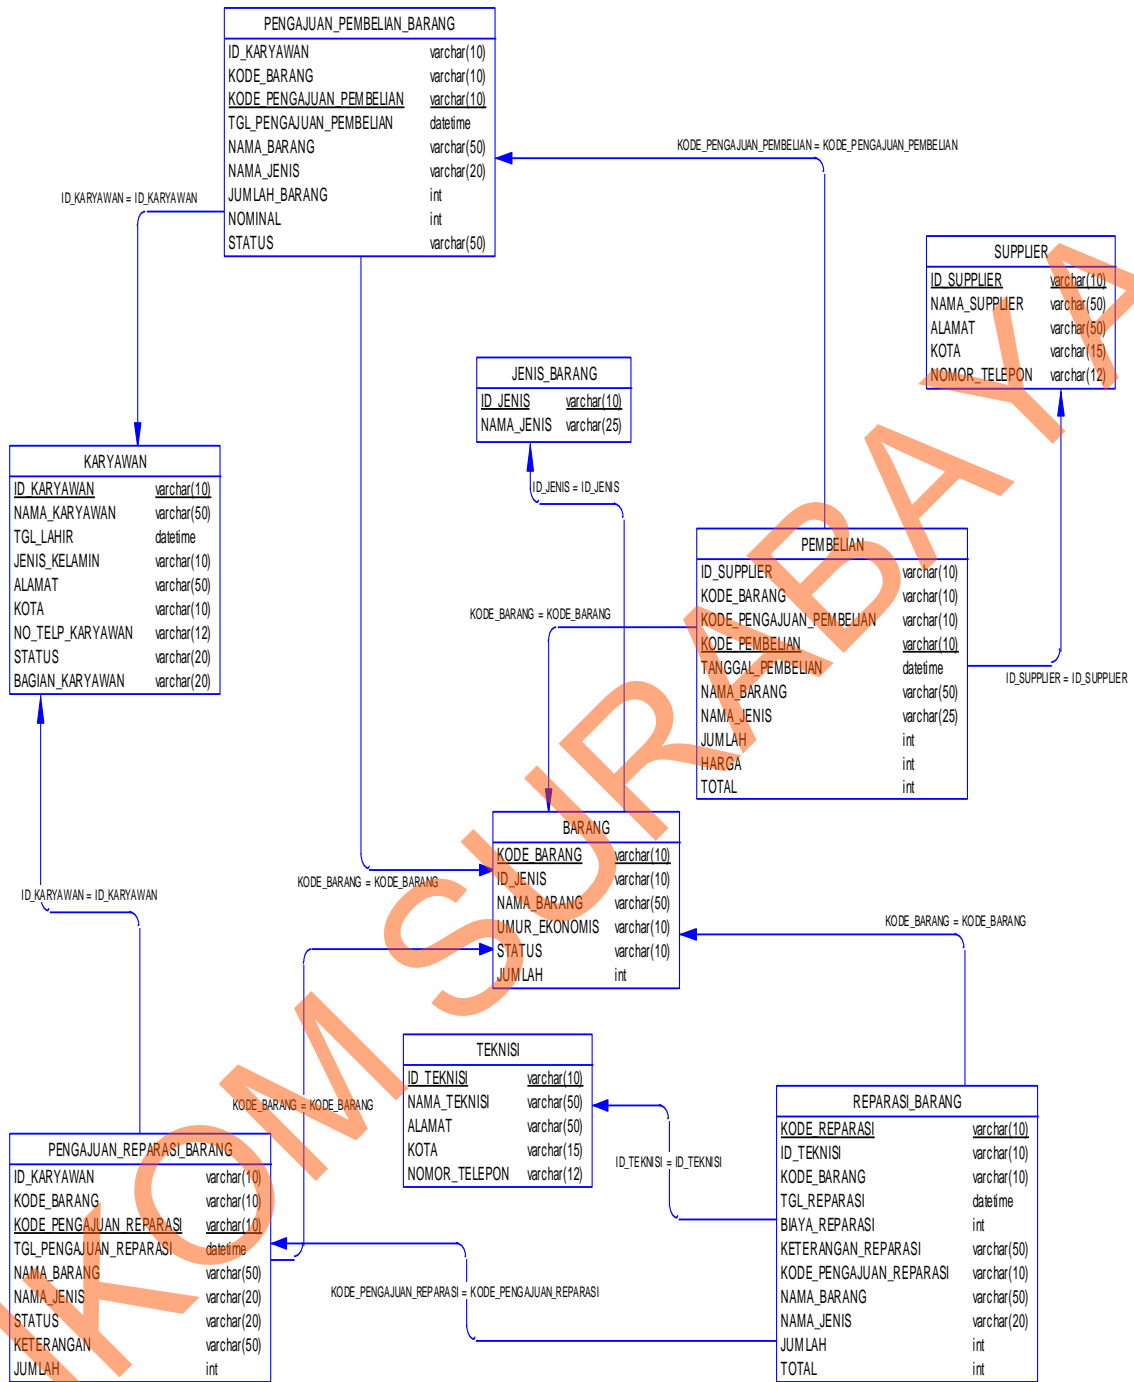 PENGAJUAN_PEMBELIAN_BARANG
ID_KARYAWAN varchar(10)
KODE_BARANG varchar(10)
KODE_PENGAJUAN_PEMBELIAN varchar(10)
TGL_PENGAJUAN_PEMBELIAN datetime
NAMA_BARANG varchar(50)
NAMA_JENIS varchar(20)
JUMLAH_BARANG int
NOMINAL int
STATUS varchar(50)
KODE_PENGAJUAN_PEMBELIAN = KODE_PENGAJUAN_PEMBELIAN
ID_KARYAWAN = ID_KARYAWAN
SUPPLIER
ID_SUPPLIER varchar(10)
NAMA_SUPPLIER varchar(50)
ALAMAT varchar(50)
KOTA varchar(15)
NOMOR_TELEPON varchar(12)
JENIS_BARANG
ID_JENIS varchar(10)
NAMA_JENIS varchar(25)
ID_JENIS = ID_JENIS
KARYAWAN
ID_KARYAWAN varchar(10)
NAMA_KARYAWAN varchar(50)
TGL_LAHIR datetime
JENIS_KELAMIN varchar(10)
ALAMAT varchar(50)
KOTA varchar(10)
NO_TELP_KARYAWAN varchar(12)
STATUS varchar(20)
BAGIAN_KARYAWAN varchar(20)
PEMBELIAN
ID_SUPPLIER varchar(10)
KODE_BARANG varchar(10)
KODE_PENGAJUAN_PEMBELIAN varchar(10)
KODE_PEMBELIAN varchar(10)
TANGGAL_PEMBELIAN datetime
NAMA_BARANG varchar(50)
NAMA_JENIS varchar(25)
JUMLAH int
HARGA int
TOTAL int
KODE_BARANG = KODE_BARANG
ID_SUPPLIER = ID_SUPPLIER
BARANG
KODE_BARANG varchar(10)
ID_JENIS varchar(10)
NAMA_BARANG varchar(50)
UMUR_EKONOMIS varchar(10)
STATUS varchar(10)
JUMLAH int
KODE_BARANG = KODE_BARANG
ID_KARYAWAN = ID_KARYAWAN
KODE_BARANG = KODE_BARANG
TEKNISI
ID_TEKNISI varchar(10)
NAMA_TEKNISI varchar(50)
ALAMAT varchar(50)
KOTA varchar(15)
NOMOR_TELEPON varchar(12)
KODE_BARANG = KODE_BARANG
ID_TEKNISI = ID_TEKNISI
REPARASI_BARANG
KODE_REPARASI varchar(10)
ID_TEKNISI varchar(10)
KODE_BARANG varchar(10)
TGL_REPARASI datetime
BIAYA_REPARASI int
KETERANGAN_REPARASI varchar(50)
KODE_PENGAJUAN_REPARASI varchar(10)
NAMA_BARANG varchar(50)
NAMA_JENIS varchar(20)
JUMLAH int
TOTAL int
PENGAJUAN_REPARASI_BARANG
ID_KARYAWAN varchar(10)
KODE_BARANG varchar(10)
KODE_PENGAJUAN_REPARASI varchar(10)
TGL_PENGAJUAN_REPARASI datetime
NAMA_BARANG varchar(50)
NAMA_JENIS varchar(20)
STATUS varchar(20)
KETERANGAN varchar(50)
JUMLAH int
KODE_PENGAJUAN_REPARASI = KODE_PENGAJUAN_REPARASI
IKOM SURABAYA